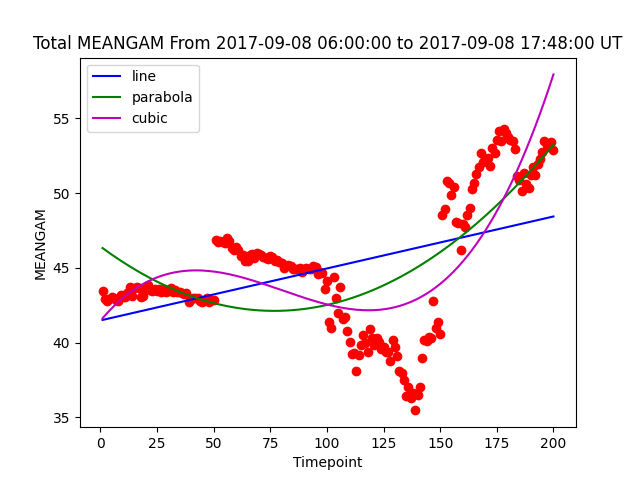 Total MEANGAM From 2017-09-08 06:00:00 to 2017-09-08 17:48:00 UT
line
parabola
cubic
55
50
45
40
35
MEANGAM
0 25 50 75 100 125 150 175 200
Timepoint